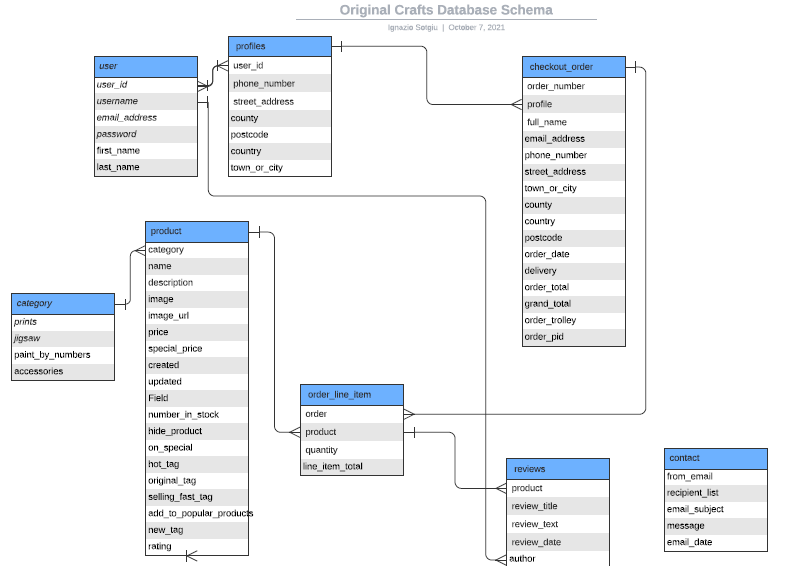 Original Crafts Database Schema
Ignazio Sotgiu | October 7, 2021
user
user_id
username
email_address
password
first_name
last_name
profiles
user_id
phone_number
street_address
county
postcode
country
town_or_city
checkout_order
order_number
profile
full_name
email_address
phone_number
street_address
town_or_city
county
country
postcode
order_date
delivery
order_total
grand_total
order_trolley
order_pid
product
category
name
description
image
image_url
price
special_price
created
updated
Field
number_in_stock
hide_product
on_special
hot_tag
original_tag
selling_fast_tag
add_to_popular_products
new_tag
rating
category
prints
jigsaw
paint_by_numbers
accessories
order_line_item
order
product
quantity
line_item_total
reviews
product
review_title
review_text
review_date
author
contact
from_email
recipient_list
email_subject
message
email_date